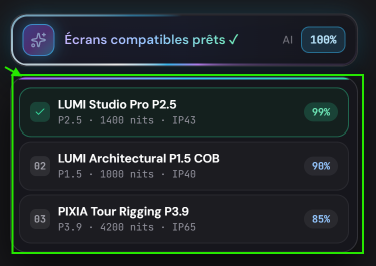 Écrans compatibles prêts ✓
AI 100%
LUMI Studio Pro P2.5
P2.5 · 1400 nits · IP43
99%
02
LUMI Architectural P1.5 COB
P1.5 · 1000 nits · IP40
90%
03
PIXIA Tour Rigging P3.9
P3.9 · 4200 nits · IP65
85%